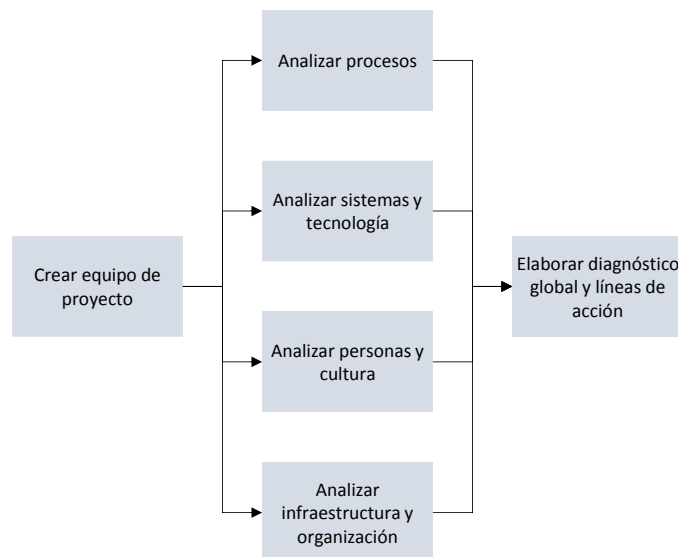 Analizar procesos
Analizar sistemas y
tecnología
Crear equipo de
proyecto
Elaborar diagnóstico
global y líneas de
acción
Analizar personas y
cultura
Analizar
infraestructura y
organización